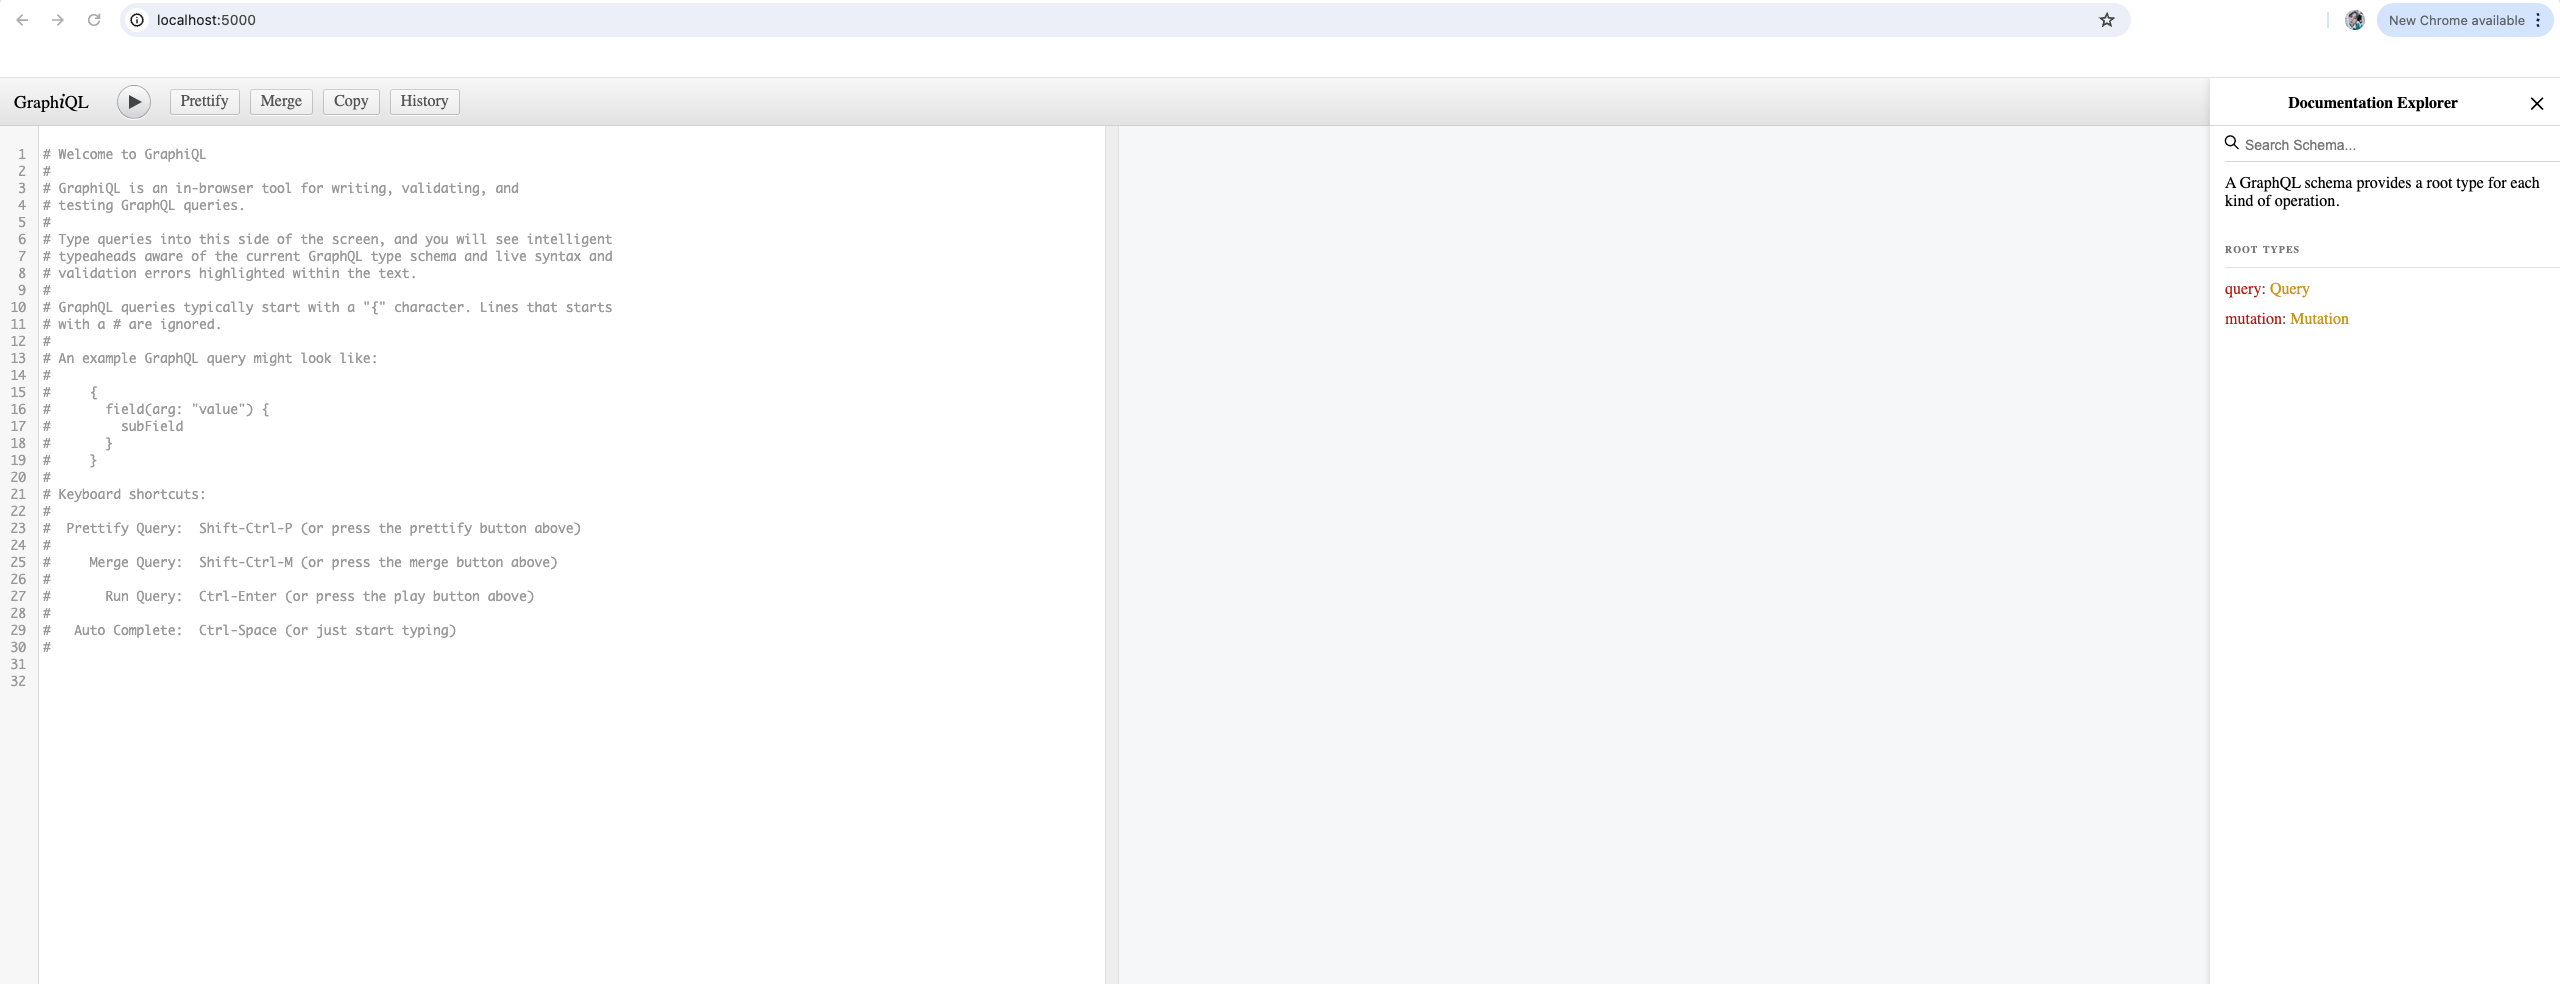 localhost:5000
New Chrome available
GraphiQL
Prettify
Merge
Copy
History
1 # Welcome to GraphiQL
2 #
3 # GraphiQL is an in-browser tool for writing, validating, and
4 # testing GraphQL queries.
5 #
6 # Type queries into this side of the screen, and you will see intelligent
7 # typeaheads aware of the current GraphQL type schema and live syntax and
8 # validation errors highlighted within the text.
9 #
10 # GraphQL queries typically start with a "{" character. Lines that starts
11 # with a # are ignored.
12 #
13 # An example GraphQL query might look like:
14 #
15 #     {
16 #       field(arg: "value") {
17 #         subField
18 #       }
19 #     }
20 #
21 # Keyboard shortcuts:
22 #
23 #  Prettify Query:  Shift-Ctrl-P (or press the prettify button above)
24 #
25 #     Merge Query:  Shift-Ctrl-M (or press the merge button above)
26 #
27 #       Run Query:  Ctrl-Enter (or press the play button above)
28 #
29 #   Auto Complete:  Ctrl-Space (or just start typing)
30 #
31
32
Documentation Explorer
Search Schema...
A GraphQL schema provides a root type for each
kind of operation.
ROOT TYPES
query: Query
mutation: Mutation